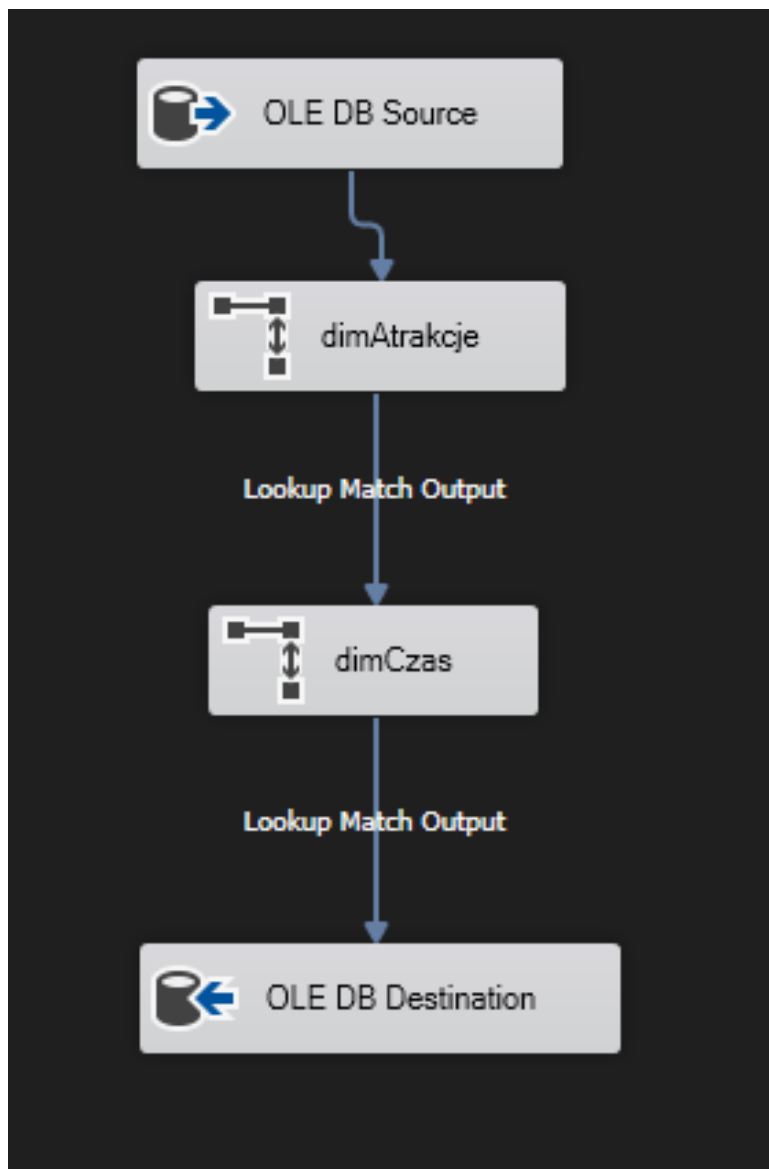 OLE DB Source
dimAtrakcje
Lookup Match Output
dimCzas
Lookup Match Output
OLE DB Destination